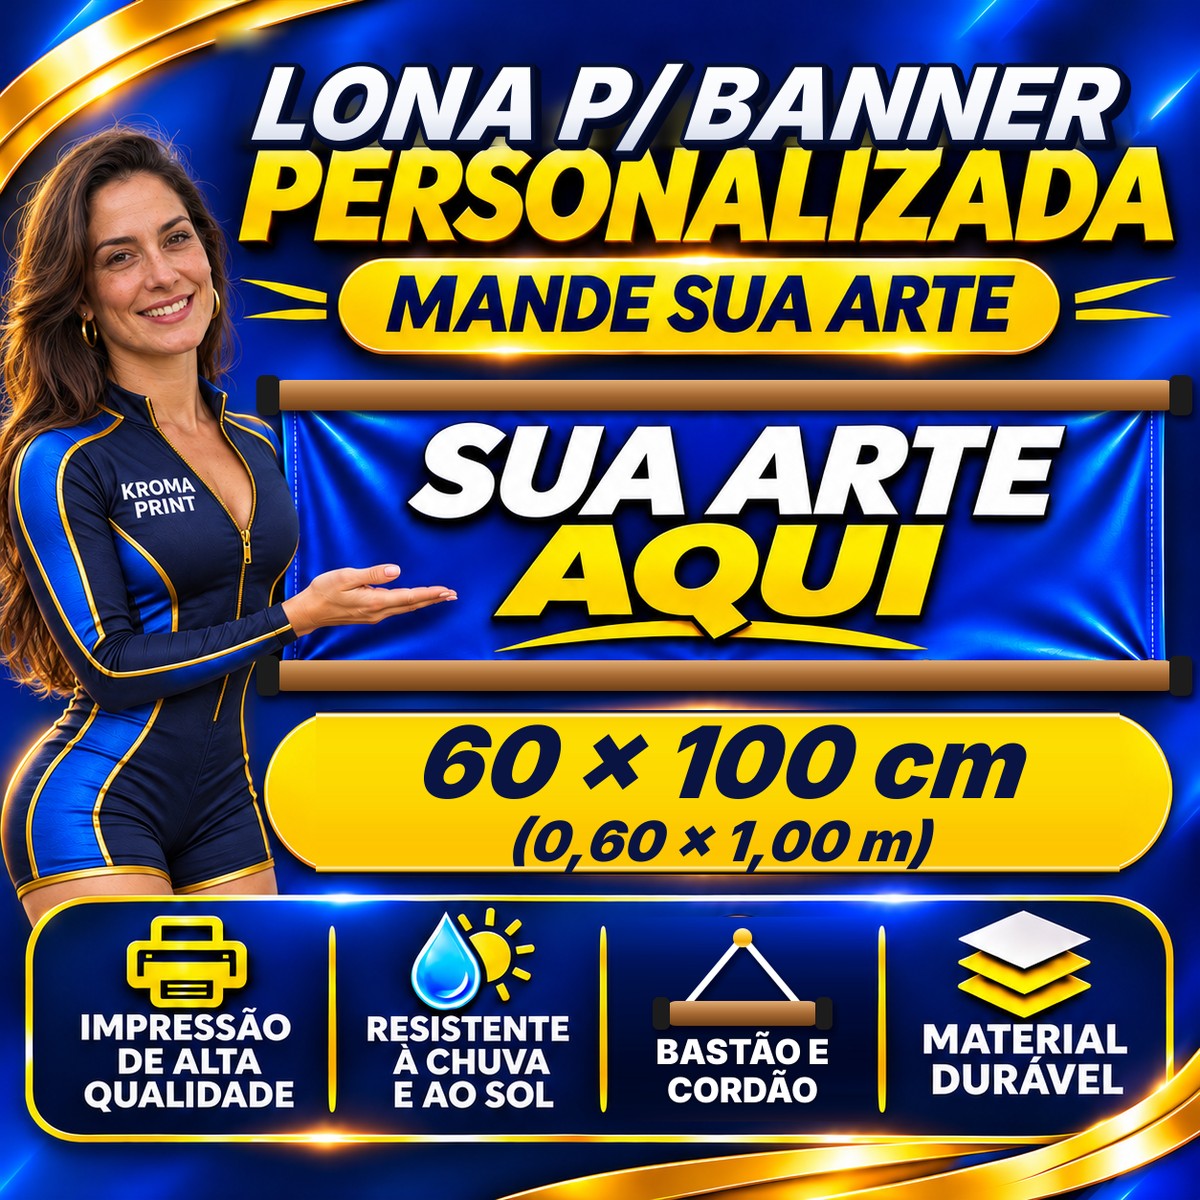 LONA P/ BANNER
PERSONALIZADA
MANDE SUA ARTE
SUA ARTE
AQUI
KROMA
PRINT
60 × 100 cm
(0,60 × 1,00 m)
IMPRESSÃO
DE ALTA
QUALIDADE
RESISTENTE
À CHUVA
E AO SOL
BASTÃO E
CORDÃO
MATERIAL
DURÁVEL